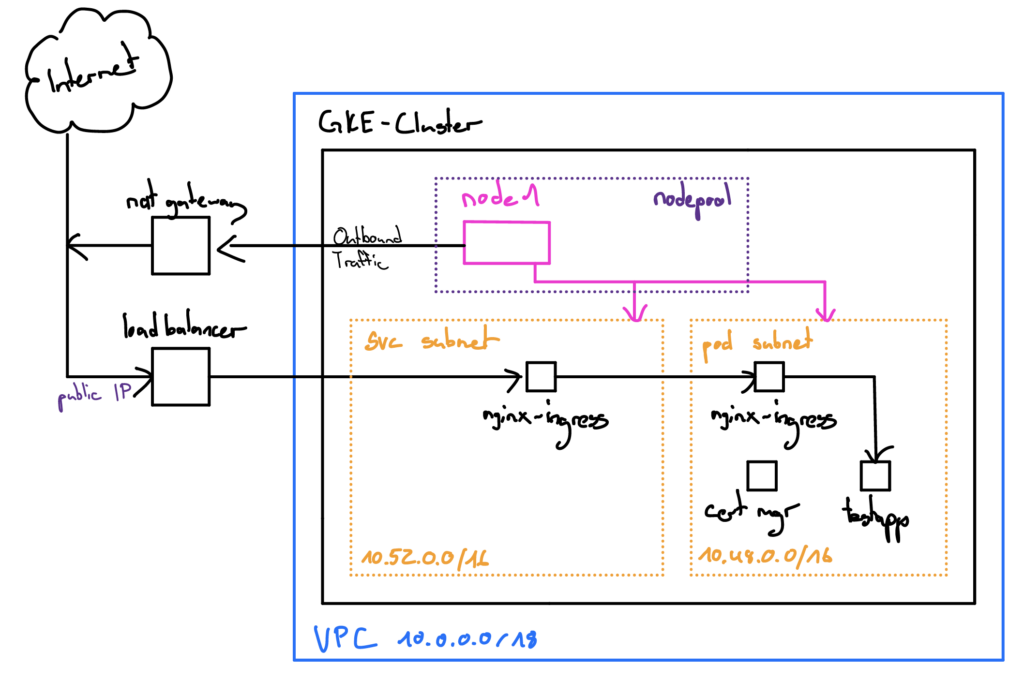 Internet
GKE-Cluster
nat gateway
node1
nodepool
Outbound
Traffic
load balancer
public IP
svc subnet
pod subnet
nginx-ingress
nginx-ingress
cert mgr
testapp
10.52.0.0/16
10.48.0.0/16
VPC 10.0.0.0/18